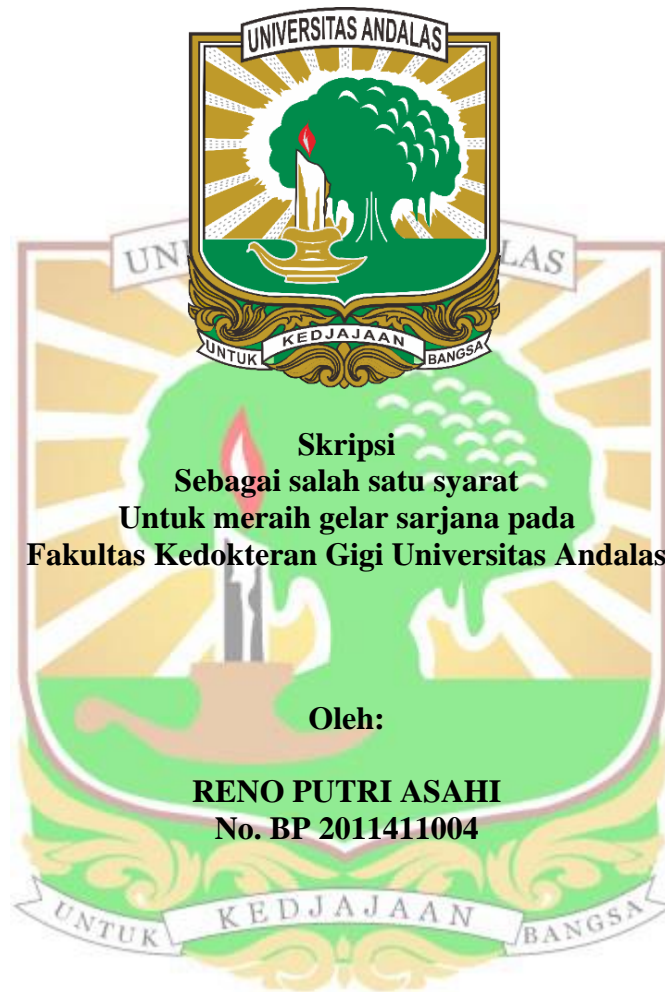 UNIVERSITAS ANDALAS
UNTUK KEDJAJAAN BANGSA
Skripsi
Sebagai salah satu syarat
Untuk meraih gelar sarjana pada
Fakultas Kedokteran Gigi Universitas Andalas
Oleh:
RENO PUTRI ASAHI
No. BP 2011411004
UNTUK KEDJAJAAN BANGSA